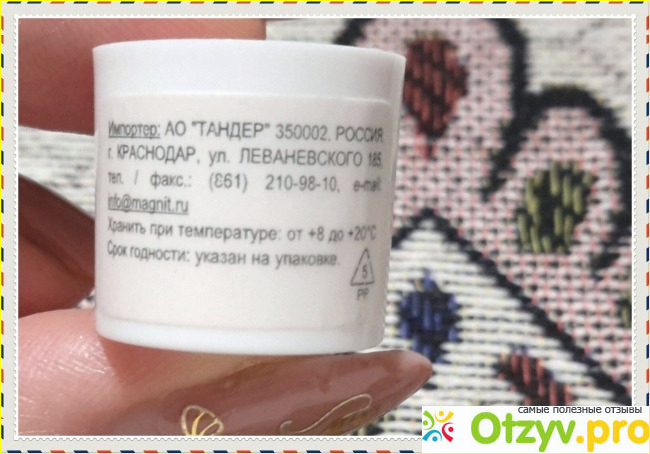 Импортер: АО "ТАНДЕР" 350002, РОССИЯ,
г. КРАСНОДАР, ул. ЛЕВАНЕВСКОГО 185,
тел. / факс.: (861) 210-98-10, e-mail:
info@magnit.ru
Хранить при температуре: от +8 до +20°C
Срок годности: указан на упаковке.
5
PP
самые полезные отзывы
Otzyv.pro